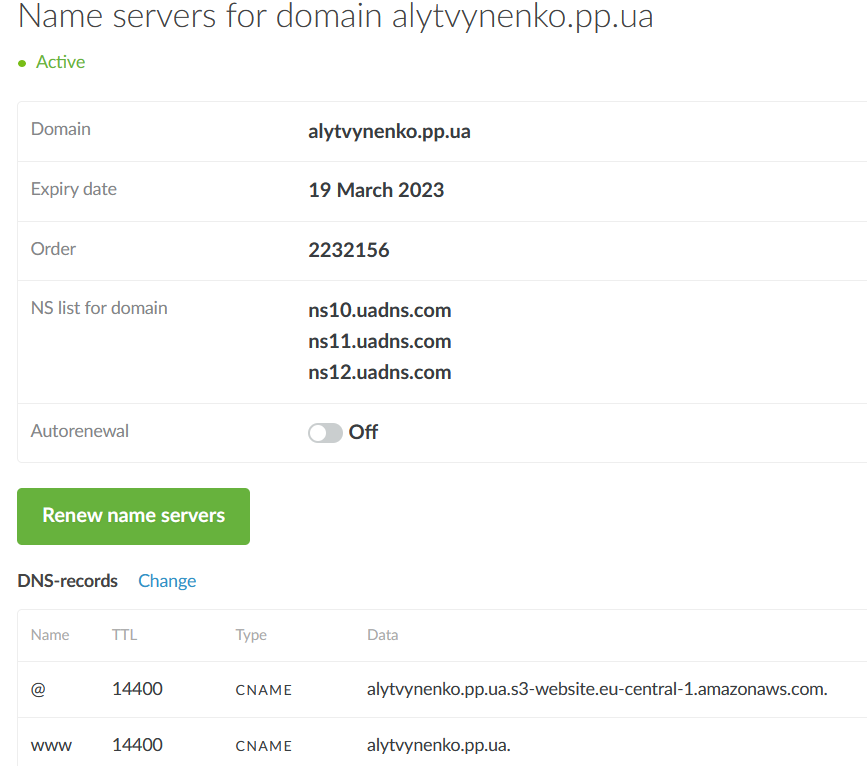 Name servers for domain alytvynenko.pp.ua
Active
Domain alytvynenko.pp.ua
Expiry date 19 March 2023
Order 2232156
NS list for domain ns10.uadns.com
ns11.uadns.com
ns12.uadns.com
Autorenewal Off
Renew name servers
DNS-records Change
Name TTL Type Data
@ 14400 CNAME alytvynenko.pp.ua.s3-website.eu-central-1.amazonaws.com.
www 14400 CNAME alytvynenko.pp.ua.